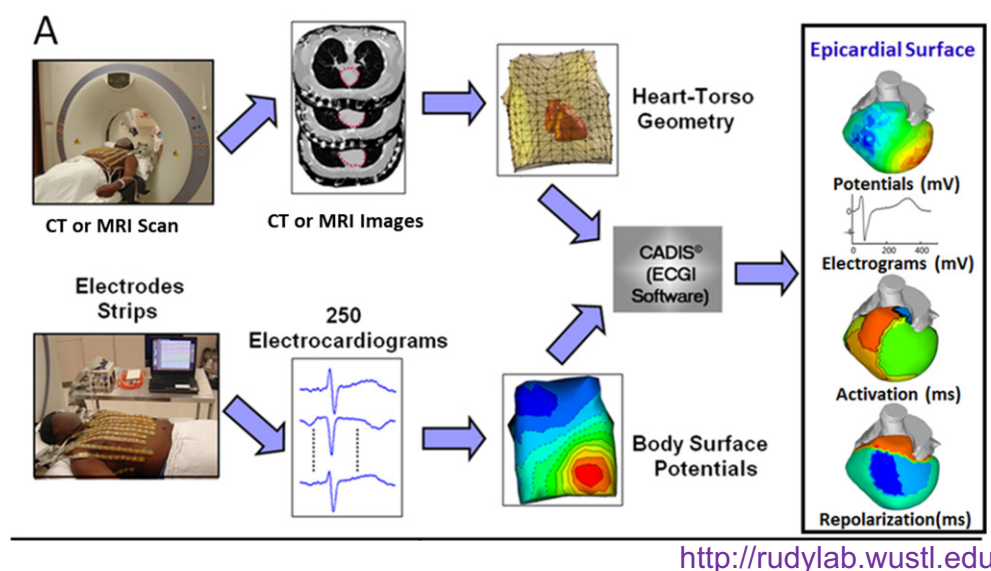 A
CT or MRI Scan
CT or MRI Images
Heart-Torso
Geometry
Electrodes
Strips
250
Electrocardiograms
Body Surface
Potentials
CADIS©
(ECGI
Software)
Epicardial Surface
Potentials (mV)
0
0
200
400
Electrograms (mV)
Activation (ms)
Repolarization(ms)
http://rudylab.wustl.edu